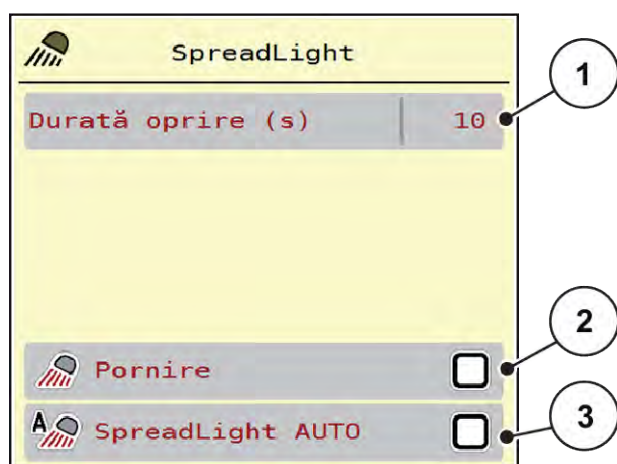 SpreadLight
1
Durată oprire (s) 10
2
Pornire
3
A SpreadLight AUTO